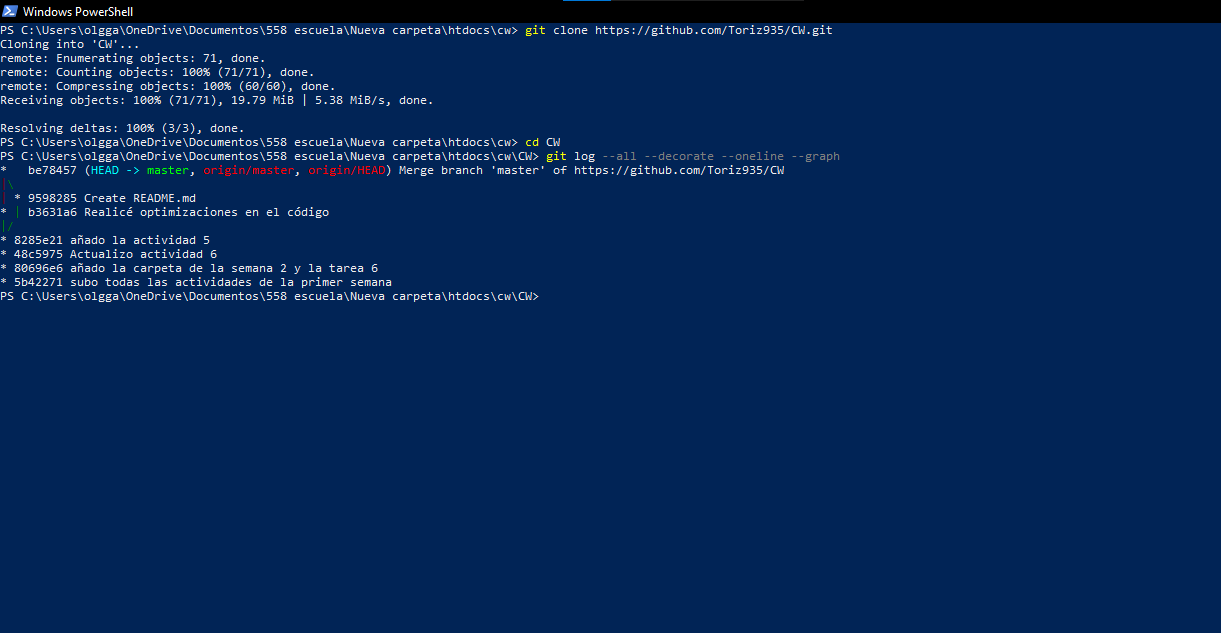 Windows PowerShell
PS C:\Users\olgga\OneDrive\Documentos\558 escuela\Nueva carpeta\htdocs\cw> git clone https://github.com/Toriz935/CW.git
Cloning into 'CW'...
remote: Enumerating objects: 71, done.
remote: Counting objects: 100% (71/71), done.
remote: Compressing objects: 100% (60/60), done.
Receiving objects: 100% (71/71), 19.79 MiB | 5.38 MiB/s, done.
Resolving deltas: 100% (3/3), done.
PS C:\Users\olgga\OneDrive\Documentos\558 escuela\Nueva carpeta\htdocs\cw> cd CW
PS C:\Users\olgga\OneDrive\Documentos\558 escuela\Nueva carpeta\htdocs\cw\CW> git log --all --decorate --oneline --graph
*   be78457 (HEAD -> master, origin/master, origin/HEAD) Merge branch 'master' of https://github.com/Toriz935/CW
|\
| * 9598285 Create README.md
* | b3631a6 Realicé optimizaciones en el código
|/
* 8285e21 añado la actividad 5
* 48c5975 Actualizo actividad 6
* 80696e6 añado la carpeta de la semana 2 y la tarea 6
* 5b42271 subo todas las actividades de la primer semana
PS C:\Users\olgga\OneDrive\Documentos\558 escuela\Nueva carpeta\htdocs\cw\CW>